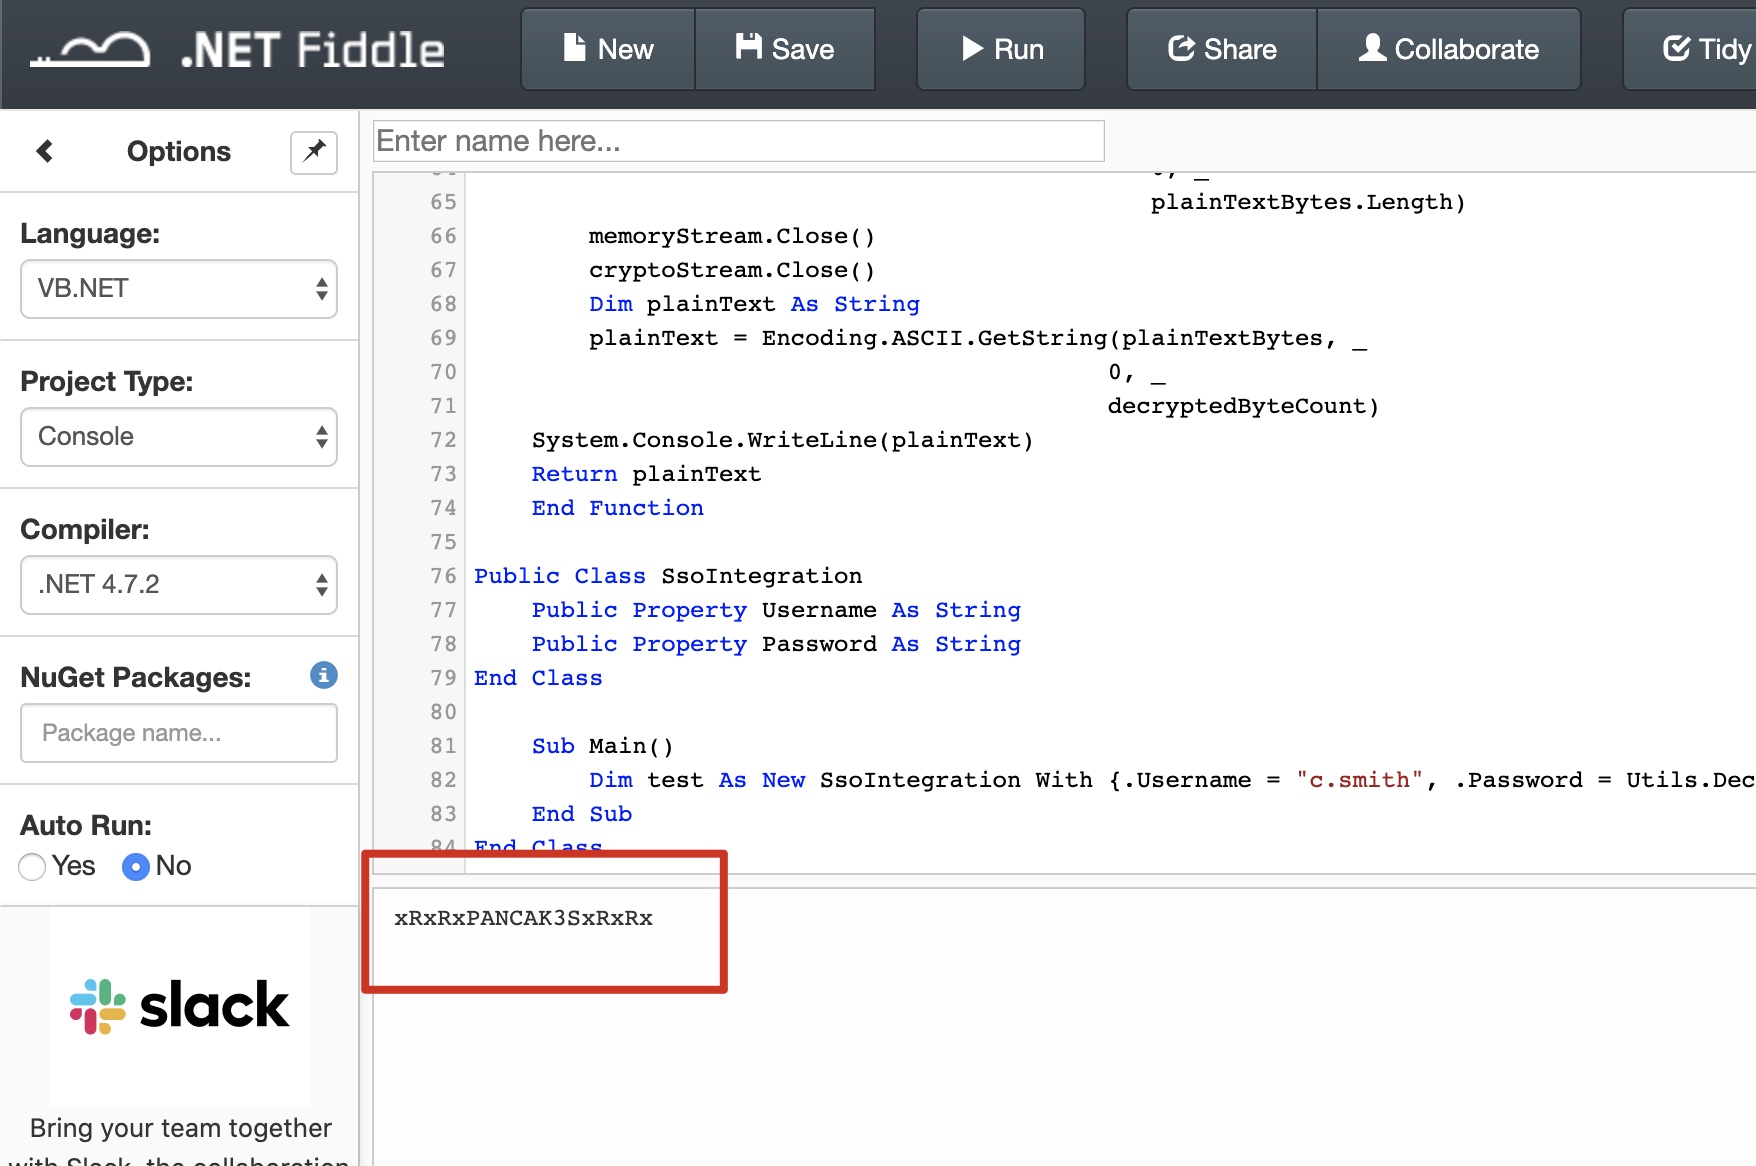 .NET Fiddle
New
Save
Run
Share
Collaborate
Tidy
Options
Enter name here...
Language:
VB.NET
Project Type:
Console
Compiler:
.NET 4.7.2
NuGet Packages:
Package name...
Auto Run:
Yes
No
slack
Bring your team together
with Slack, the collaboration
64 0, _
65 plainTextBytes.Length)
66 memoryStream.Close()
67 cryptoStream.Close()
68 Dim plainText As String
69 plainText = Encoding.ASCII.GetString(plainTextBytes, _
70 0, _
71 decryptedByteCount)
72 System.Console.WriteLine(plainText)
73 Return plainText
74 End Function
75
76 Public Class SsoIntegration
77 Public Property Username As String
78 Public Property Password As String
79 End Class
80
81 Sub Main()
82 Dim test As New SsoIntegration With {.Username = "c.smith", .Password = Utils.Dec
83 End Sub
84 End Class
xRxRxPANCAK3SxRxRx